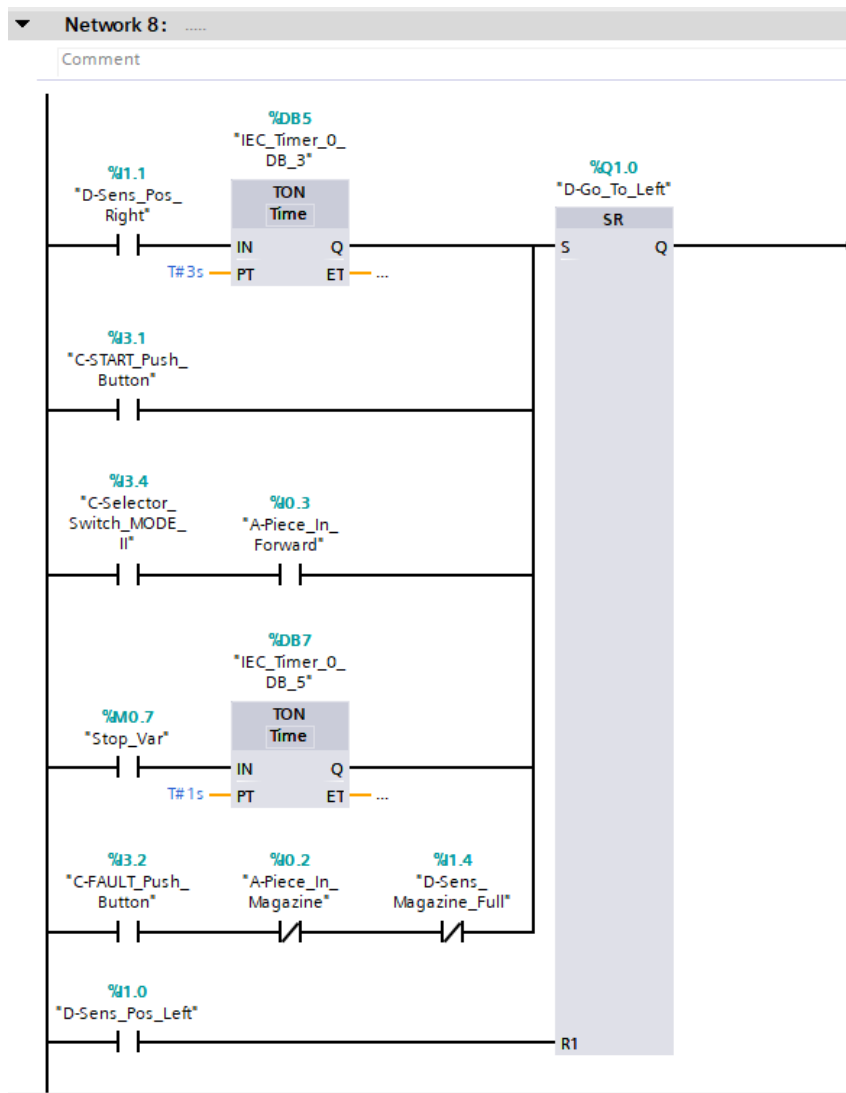 Network 8: .....
Comment
%DB5
"IEC_Timer_0_
DB_3"
%I1.1
"D-Sens_Pos_
Right"
TON
Time
IN Q
T#3s PT ET ...
%Q1.0
"D-Go_To_Left"
SR
S Q
%I3.1
"C-START_Push_
Button"
%I3.4
"C-Selector_
Switch_MODE_
II"
%I0.3
"A-Piece_In_
Forward"
%DB7
"IEC_Timer_0_
DB_5"
%M0.7
"Stop_Var"
TON
Time
IN Q
T#1s PT ET ...
%I3.2
"C-FAULT_Push_
Button"
%I0.2
"A-Piece_In_
Magazine"
%I1.4
"D-Sens_
Magazine_Full"
%I1.0
"D-Sens_Pos_Left"
R1